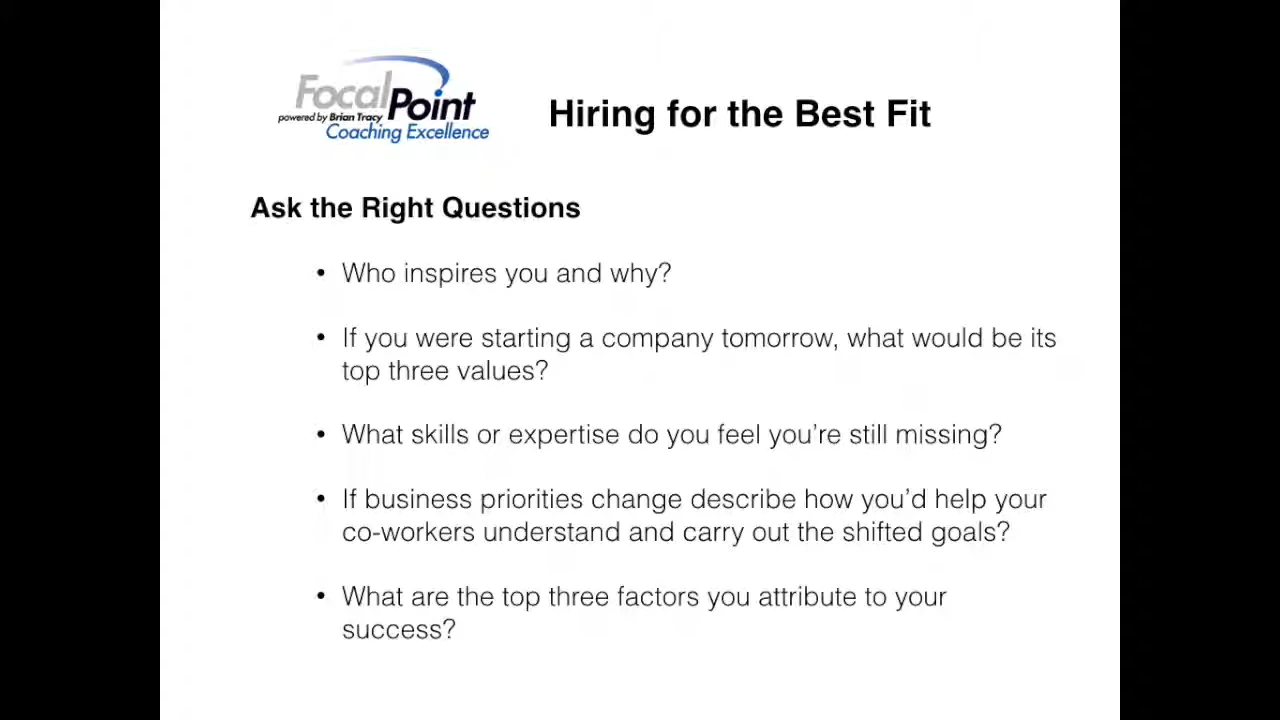 FocalPoint
powered by Brian Tracy
Coaching Excellence
Hiring for the Best Fit
Ask the Right Questions
• Who inspires you and why?
• If you were starting a company tomorrow, what would be its
top three values?
• What skills or expertise do you feel you're still missing?
• If business priorities change describe how you'd help your
co-workers understand and carry out the shifted goals?
• What are the top three factors you attribute to your
success?